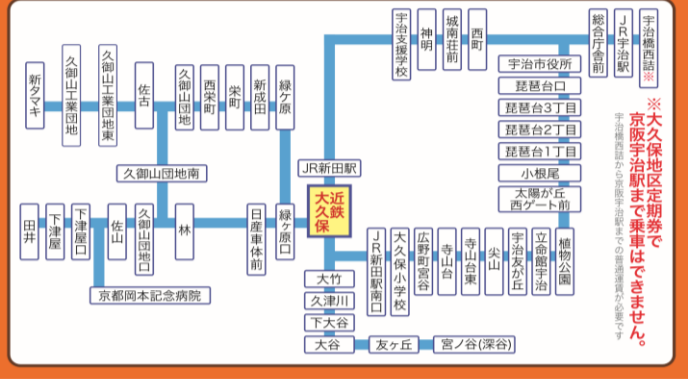 宇治支援学校
神明
城南荘前
西町
総合庁舎前
JR宇治駅
宇治橋西詰※
宇治市役所
琵琶台口
琵琶台3丁目
琵琶台2丁目
琵琶台1丁目
小根尾
太陽が丘
西ゲート前
植物公園
立命館宇治
宇治友が丘
尖山
寺山台東
寺山台
広野町宮谷
大久保小学校
JR新田駅南口
新タマキ
久御山工業団地
久御山工業団地東
佐古
久御山団地
西栄町
栄町
新成田
緑ケ原
久御山団地南
JR新田駅
近鉄
大久保
田井
下津屋
下津屋口
佐山
久御山団地口
林
日産車体前
緑ヶ原口
京都岡本記念病院
大竹
久津川
下大谷
大谷
友ヶ丘
宮ノ谷(深谷)
※大久保地区定期券で
京阪宇治駅まで乗車はできません。
宇治橋西詰から京阪宇治駅までの普通運賃が必要です